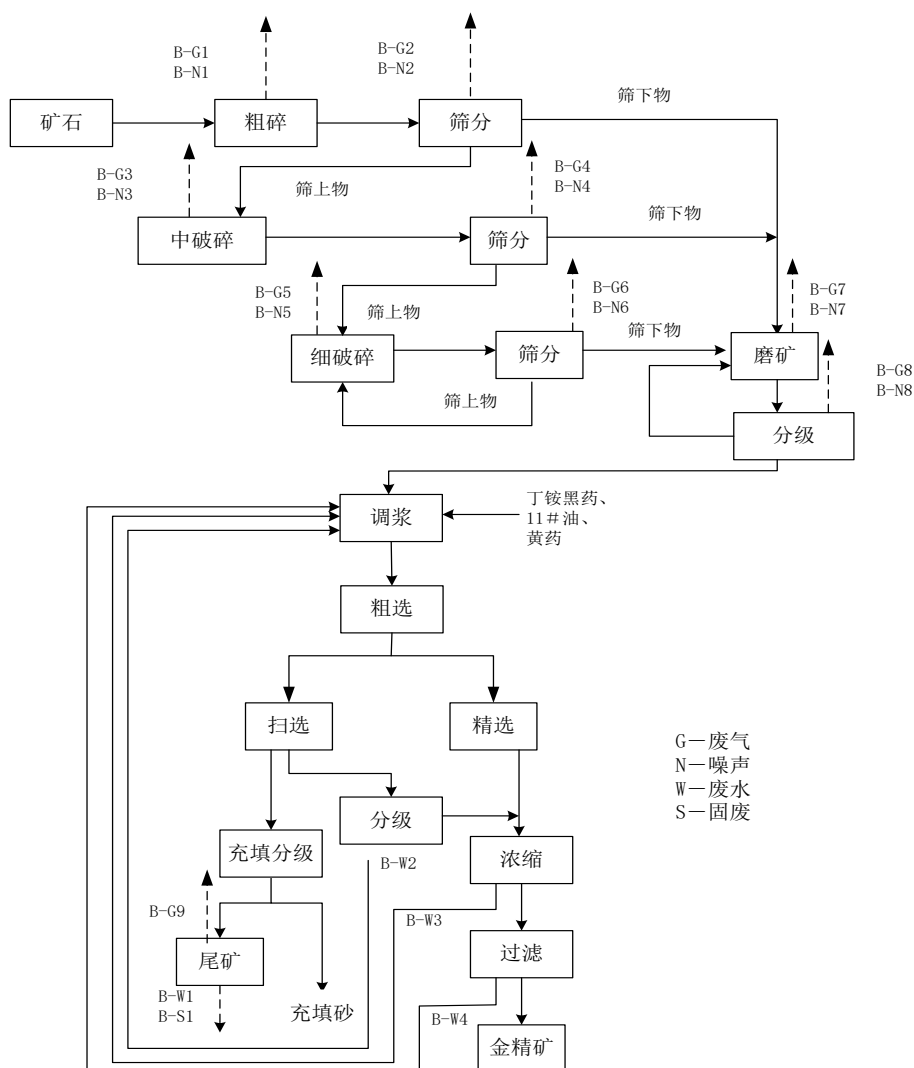 B-G1
B-N1
B-G2
B-N2
筛下物
矿石
粗碎
筛分
B-G3
B-N3
筛上物
B-G4
B-N4
中破碎
筛分
筛下物
B-G5
B-N5
筛上物
B-G6
B-N6
B-G7
B-N7
细破碎
筛分
筛下物
磨矿
筛上物
B-G8
B-N8
分级
调浆
丁铵黑药、
11＃油、
黄药
粗选
扫选
精选
G—废气
N—噪声
W—废水
S—固废
分级
充填分级
B-W2
浓缩
B-G9
B-W3
尾矿
过滤
B-W1
B-S1
充填砂
B-W4
金精矿